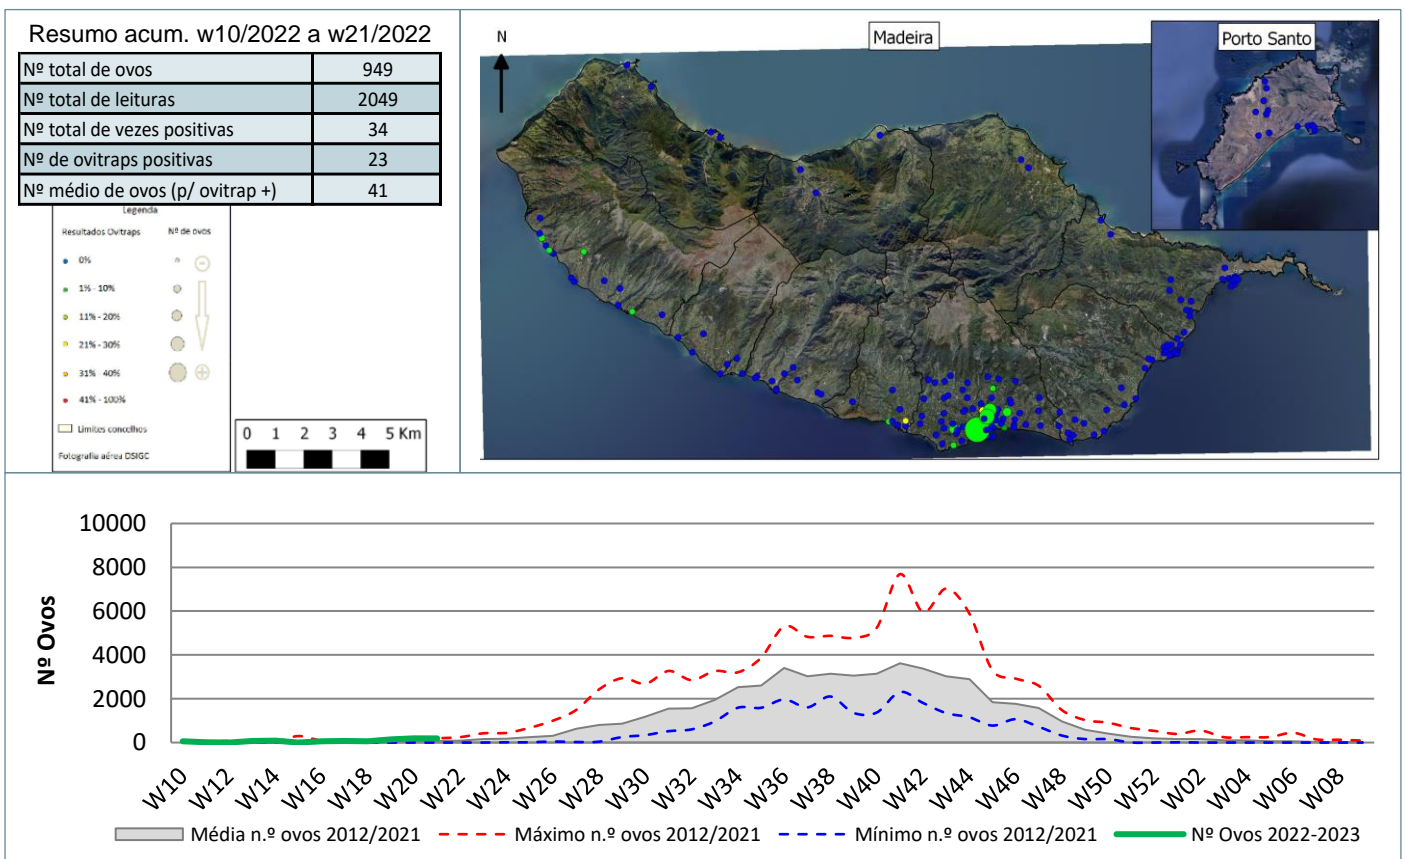 Resumo acum. w10/2022 a w21/2022
Nº total de ovos 949
Nº total de leituras 2049
Nº total de vezes positivas 34
Nº de ovitraps positivas 23
Nº médio de ovos (p/ ovitrap +) 41
Legenda
Resultados Ovitraps Nº de ovos
0%
1% - 10%
11% - 20%
21% - 30%
31% - 40%
41% - 100%
Limites concelhos
Fotografia aérea DSIGC
0 1 2 3 4 5 Km
N
Madeira
Porto Santo
Nº Ovos
10000
8000
6000
4000
2000
0
W10 W12 W14 W16 W18 W20 W22 W24 W26 W28 W30 W32 W34 W36 W38 W40 W42 W44 W46 W48 W50 W52 W02 W04 W06 W08
Média n.º ovos 2012/2021 Máximo n.º ovos 2012/2021 Mínimo n.º ovos 2012/2021 Nº Ovos 2022-2023